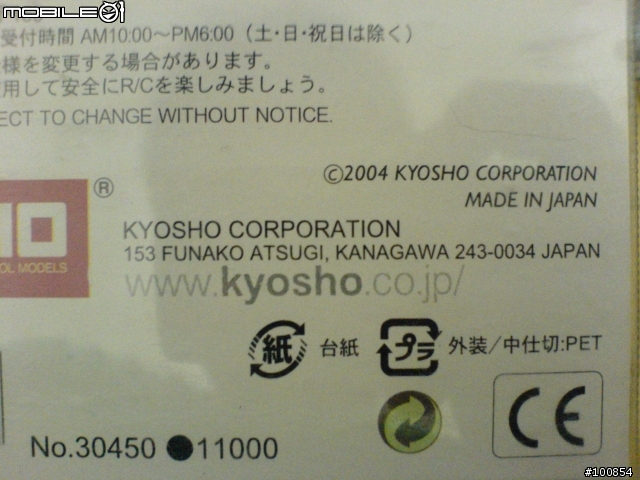 MOBILE01
受付時間 AM10:00～PM6:00（土・日・祝日は除く）
様を変更する場合があります。
用して安全にR/Cを楽しみましょう。
ECT TO CHANGE WITHOUT NOTICE.
©2004 KYOSHO CORPORATION
MADE IN JAPAN
HO ®
OL MODELS
KYOSHO CORPORATION
153 FUNAKO ATSUGI, KANAGAWA 243-0034 JAPAN
www.kyosho.co.jp/
紙 台紙 プラ 外装/中仕切:PET
CE
No.30450 ●11000
#100854